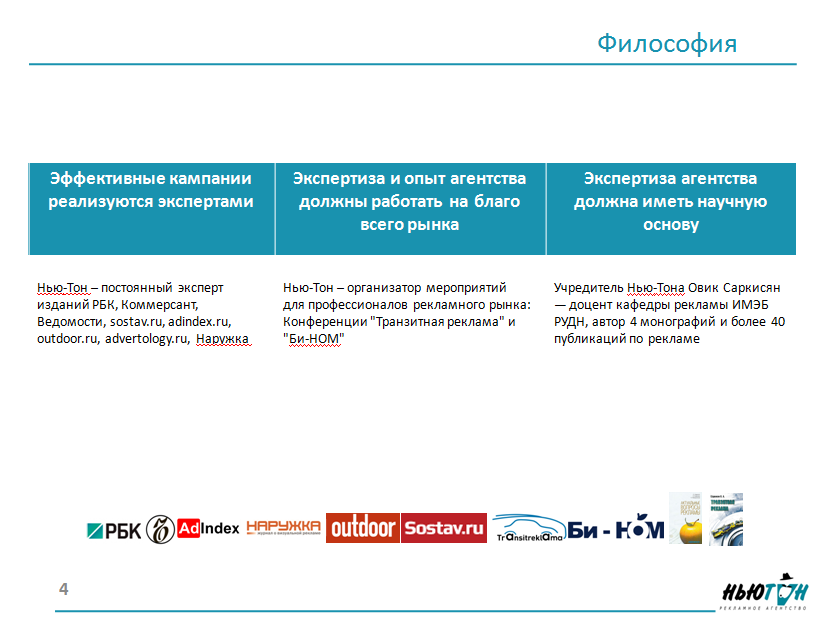 Философия
Эффективные кампании
реализуются экспертами
Экспертиза и опыт агентства
должны работать на благо
всего рынка
Экспертиза агентства
должна иметь научную
основу
Нью-Тон – постоянный эксперт
изданий РБК, Коммерсант,
Ведомости, sostav.ru, adindex.ru,
outdoor.ru, advertology.ru, Наружка
Нью-Тон – организатор мероприятий
для профессионалов рекламного рынка:
Конференции "Транзитная реклама" и
"Би-НОМ"
Учредитель Нью-Тона Овик Саркисян
— доцент кафедры рекламы ИМЭБ
РУДН, автор 4 монографий и более 40
публикаций по рекламе
РБК
Ъ
AdIndex
НАРУЖКА
outdoor
Sostav.ru
Transitreklama
Би - НОМ
4
НЬЮТОН
РЕКЛАМНОЕ АГЕНТСТВО